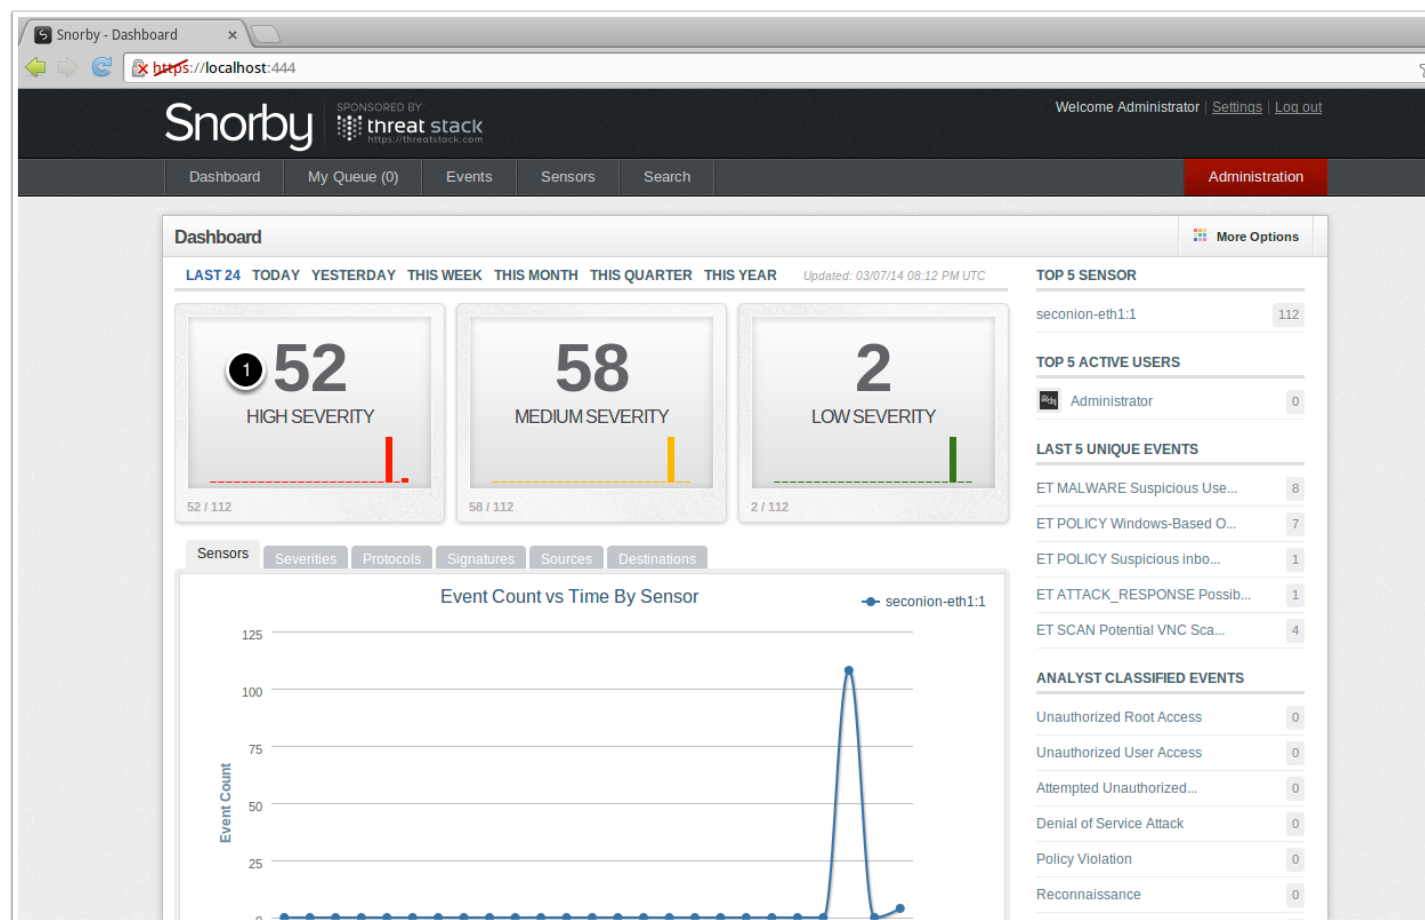 Snorby - Dashboard
https://localhost:444
Snorby
SPONSORED BY
threat stack
https://threatstack.com
Welcome Administrator | Settings | Log out
Dashboard
My Queue (0)
Events
Sensors
Search
Administration
Dashboard
More Options
LAST 24 TODAY YESTERDAY THIS WEEK THIS MONTH THIS QUARTER THIS YEAR
Updated: 03/07/14 08:12 PM UTC
1
52
HIGH SEVERITY
52 / 112
58
MEDIUM SEVERITY
58 / 112
2
LOW SEVERITY
2 / 112
Sensors
Severities
Protocols
Signatures
Sources
Destinations
Event Count vs Time By Sensor
seconion-eth1:1
Event Count
125
100
75
50
25
0
TOP 5 SENSOR
seconion-eth1:1 112
TOP 5 ACTIVE USERS
Administrator 0
LAST 5 UNIQUE EVENTS
ET MALWARE Suspicious Use... 8
ET POLICY Windows-Based O... 7
ET POLICY Suspicious inbo... 1
ET ATTACK_RESPONSE Possib... 1
ET SCAN Potential VNC Sca... 4
ANALYST CLASSIFIED EVENTS
Unauthorized Root Access 0
Unauthorized User Access 0
Attempted Unauthorized... 0
Denial of Service Attack 0
Policy Violation 0
Reconnaissance 0